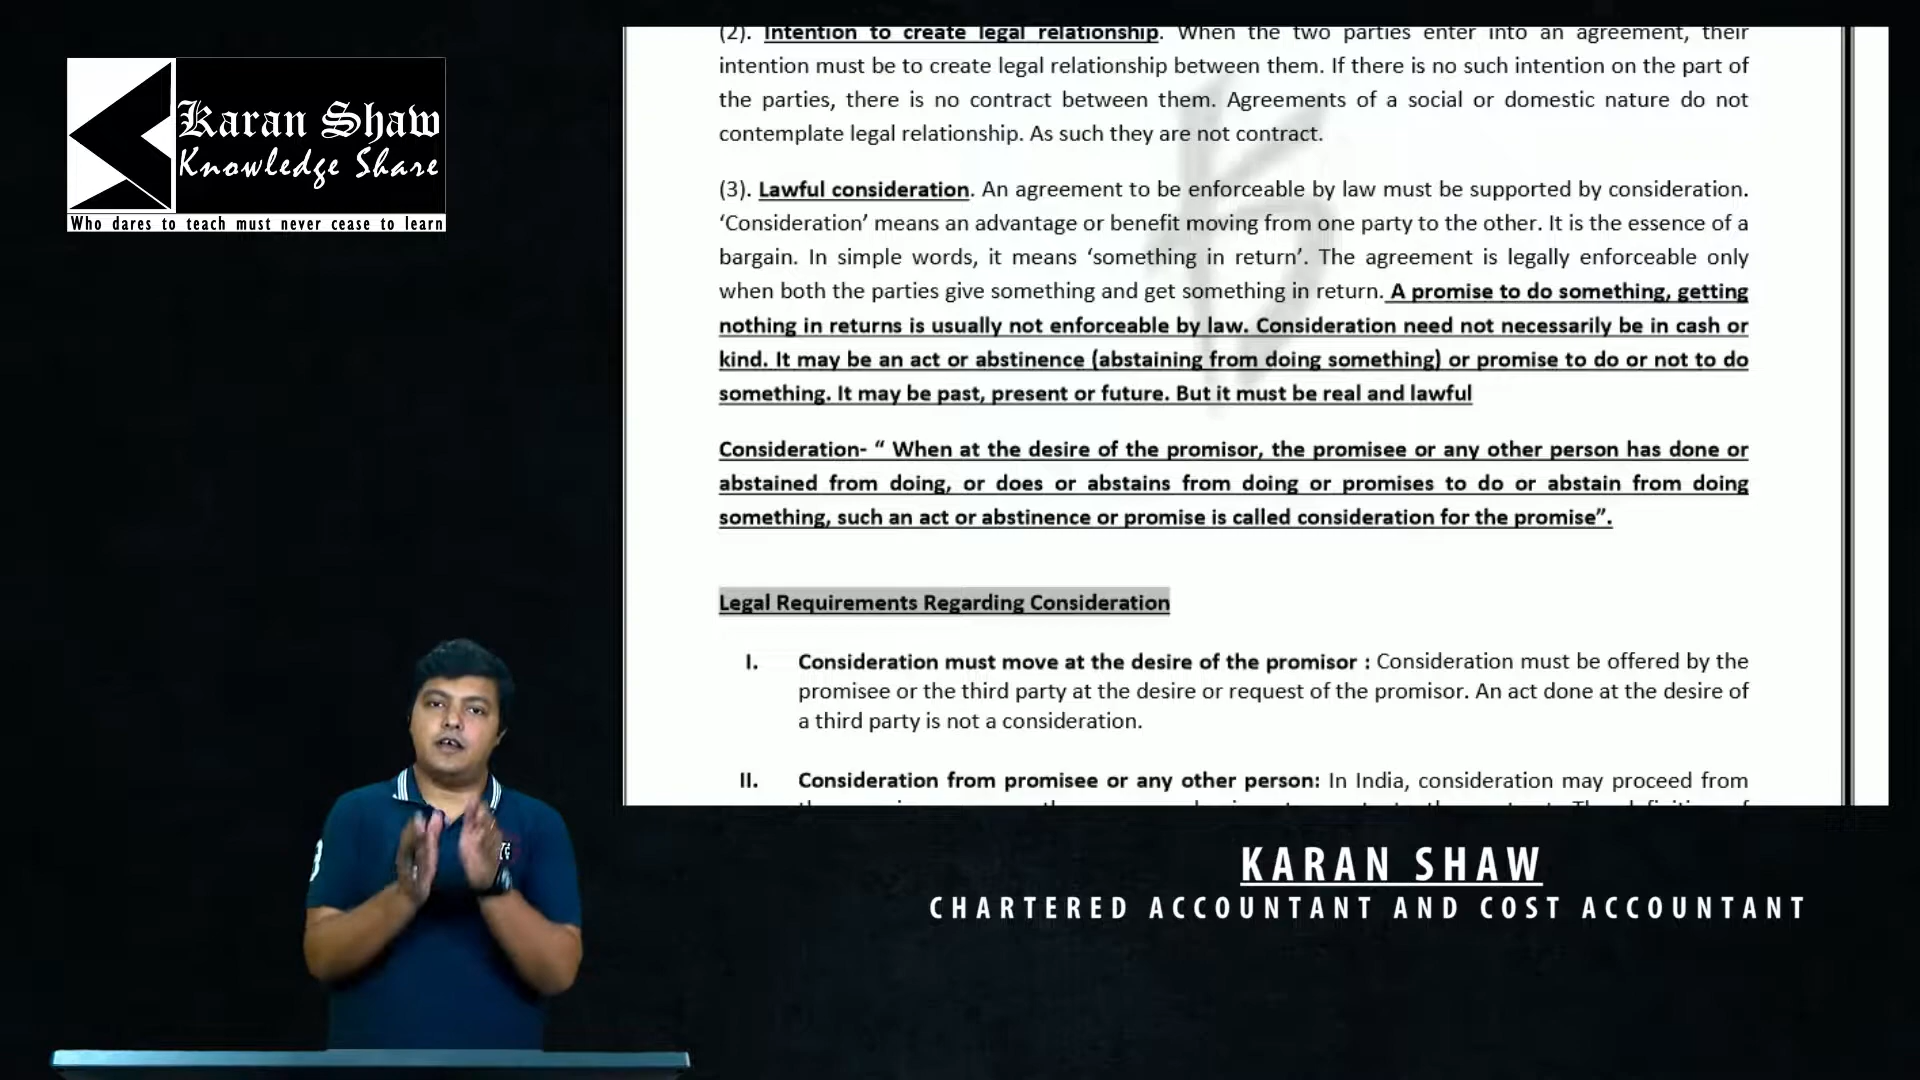 Karan Shaw
Knowledge Share
Who dares to teach must never cease to learn
(2). Intention to create legal relationship. When the two parties enter into an agreement, their
intention must be to create legal relationship between them. If there is no such intention on the part of
the parties, there is no contract between them. Agreements of a social or domestic nature do not
contemplate legal relationship. As such they are not contract.
(3). Lawful consideration. An agreement to be enforceable by law must be supported by consideration.
‘Consideration’ means an advantage or benefit moving from one party to the other. It is the essence of a
bargain. In simple words, it means ‘something in return’. The agreement is legally enforceable only
when both the parties give something and get something in return. A promise to do something, getting
nothing in returns is usually not enforceable by law. Consideration need not necessarily be in cash or
kind. It may be an act or abstinence (abstaining from doing something) or promise to do or not to do
something. It may be past, present or future. But it must be real and lawful
Consideration- “ When at the desire of the promisor, the promisee or any other person has done or
abstained from doing, or does or abstains from doing or promises to do or abstain from doing
something, such an act or abstinence or promise is called consideration for the promise”.
Legal Requirements Regarding Consideration
I. Consideration must move at the desire of the promisor : Consideration must be offered by the
promisee or the third party at the desire or request of the promisor. An act done at the desire of
a third party is not a consideration.
II. Consideration from promisee or any other person: In India, consideration may proceed from
KARAN SHAW
CHARTERED ACCOUNTANT AND COST ACCOUNTANT